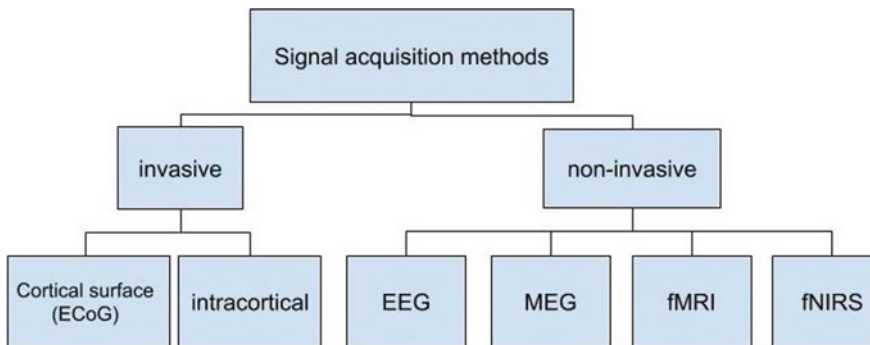 Signal acquisition methods
invasive
non-invasive
Cortical surface
(ECoG)
intracortical
EEG
MEG
fMRI
fNIRS